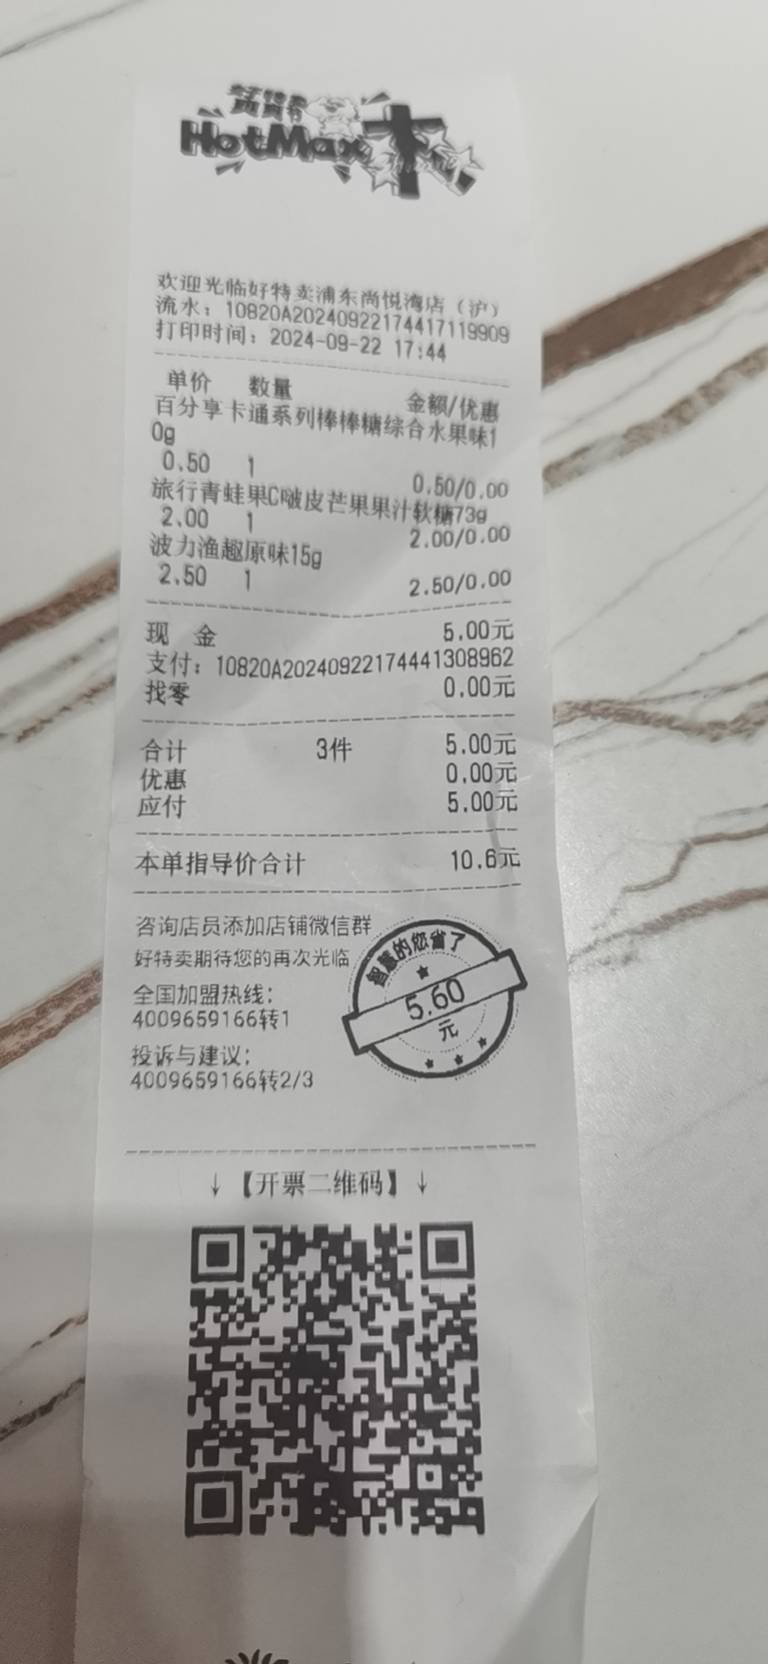 好特卖
HotMax
欢迎光临好特卖浦东尚悦湾店（沪）
流水：10820A20240922174417119909
打印时间：2024-09-22 17:44
单价 数量 金额/优惠
百分享卡通系列棒棒糖综合水果味1
0g
0.50 1 0.50/0.00
旅行青蛙果C啵皮芒果果汁软糖73g
2.00 1 2.00/0.00
波力渔趣原味15g
2.50 1 2.50/0.00
现 金 5.00元
支付：10820A20240922174441308962
找零 0.00元
合计 3件 5.00元
优惠 0.00元
应付 5.00元
本单指导价合计 10.6元
咨询店员添加店铺微信群
好特卖期待您的再次光临
全国加盟热线：
4009659166转1
投诉与建议：
4009659166转2/3
智慧的您省了
5.60
元
↓【开票二维码】↓